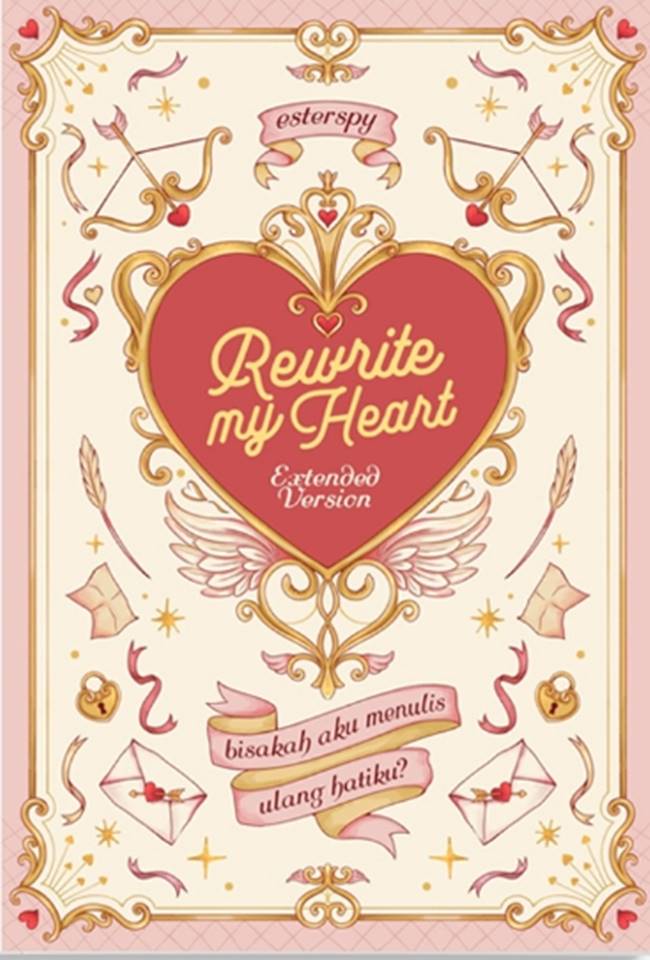 esterspy
Rewrite
my Heart
Extended
Version
bisakah aku menulis
ulang hatiku?